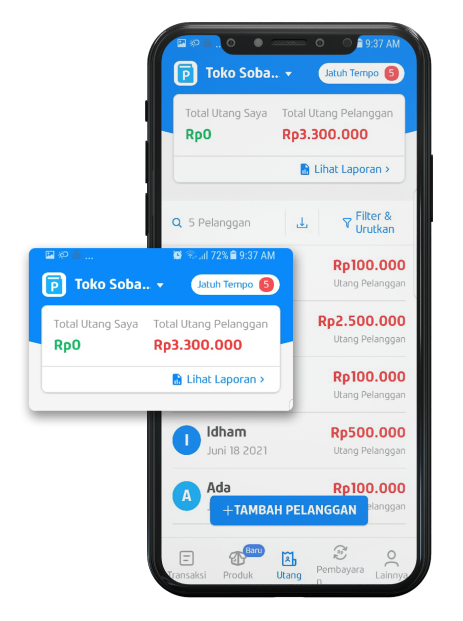 9:37 AM
Toko Soba..
Jatuh Tempo 5
Total Utang Saya Total Utang Pelanggan
Rp0 Rp3.300.000
Lihat Laporan >
5 Pelanggan
Filter &
Urutkan
... 72% 9:37 AM
P Toko Soba.. Jatuh Tempo 5
Total Utang Saya Total Utang Pelanggan
Rp0 Rp3.300.000
Lihat Laporan >
Rp100.000
Utang Pelanggan
Rp2.500.000
Utang Pelanggan
Rp100.000
Utang Pelanggan
I Idham Rp500.000
Juni 18 2021 Utang Pelanggan
A Ada Rp100.000
elanggan
+TAMBAH PELANGGAN
Baru
Transaksi Produk Utang Pembayara Lainnya
n